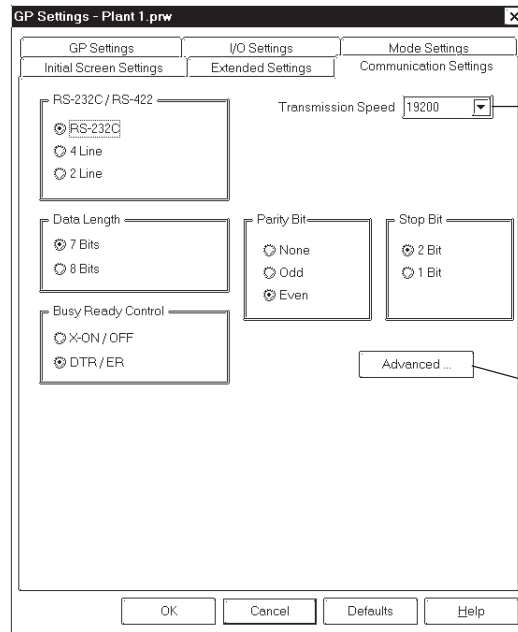 GP Settings - Plant 1.prw
GP Settings
I/O Settings
Mode Settings
Initial Screen Settings
Extended Settings
Communication Settings
RS-232C / RS-422
RS-232C
4 Line
2 Line
Transmission Speed
19200
Data Length
7 Bits
8 Bits
Parity Bit
None
Odd
Even
Stop Bit
2 Bit
1 Bit
Busy Ready Control
X-ON / OFF
DTR / ER
Advanced ...
OK
Cancel
Defaults
Help